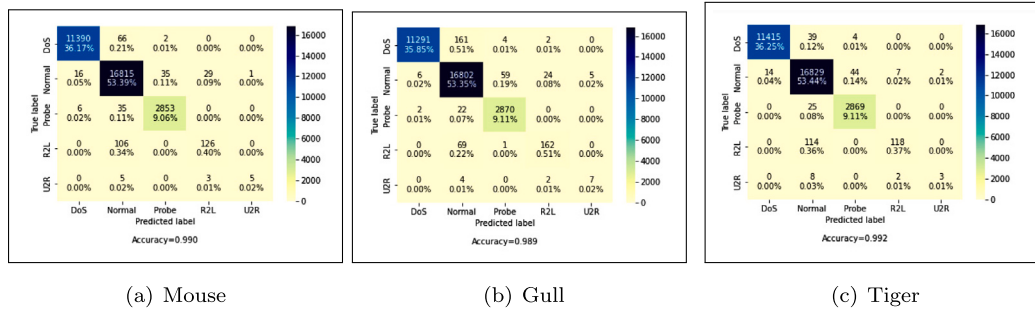 True label
DoS
Normal
Probe
R2L
U2R
11390 66 2 0 0
36.17% 0.21% 0.01% 0.00% 0.00%
16 16815 35 29 1
0.05% 53.39% 0.11% 0.09% 0.00%
6 35 2853 0 0
0.02% 0.11% 9.06% 0.00% 0.00%
0 106 0 126 0
0.00% 0.34% 0.00% 0.40% 0.00%
0 5 0 3 5
0.00% 0.02% 0.00% 0.01% 0.02%
DoS Normal Probe R2L U2R
Predicted label
Accuracy=0.990
16000
14000
12000
10000
8000
6000
4000
2000
0
(a) Mouse
True label
DoS
Normal
Probe
R2L
U2R
11291 161 4 2 0
35.85% 0.51% 0.01% 0.01% 0.00%
6 16802 59 24 5
0.02% 53.35% 0.19% 0.08% 0.02%
2 22 2870 0 0
0.01% 0.07% 9.11% 0.00% 0.00%
0 69 1 162 0
0.00% 0.22% 0.00% 0.51% 0.00%
0 4 0 2 7
0.00% 0.01% 0.00% 0.01% 0.02%
DoS Normal Probe R2L U2R
Predicted label
Accuracy=0.989
16000
14000
12000
10000
8000
6000
4000
2000
0
(b) Gull
True label
DoS
Normal
Probe
R2L
U2R
11415 39 4 0 0
36.25% 0.12% 0.01% 0.00% 0.00%
14 16829 44 7 2
0.04% 53.44% 0.14% 0.02% 0.01%
0 25 2869 0 0
0.00% 0.08% 9.11% 0.00% 0.00%
0 114 0 118 0
0.00% 0.36% 0.00% 0.37% 0.00%
0 8 0 2 3
0.00% 0.03% 0.00% 0.01% 0.01%
DoS Normal Probe R2L U2R
Predicted label
Accuracy=0.992
16000
14000
12000
10000
8000
6000
4000
2000
0
(c) Tiger